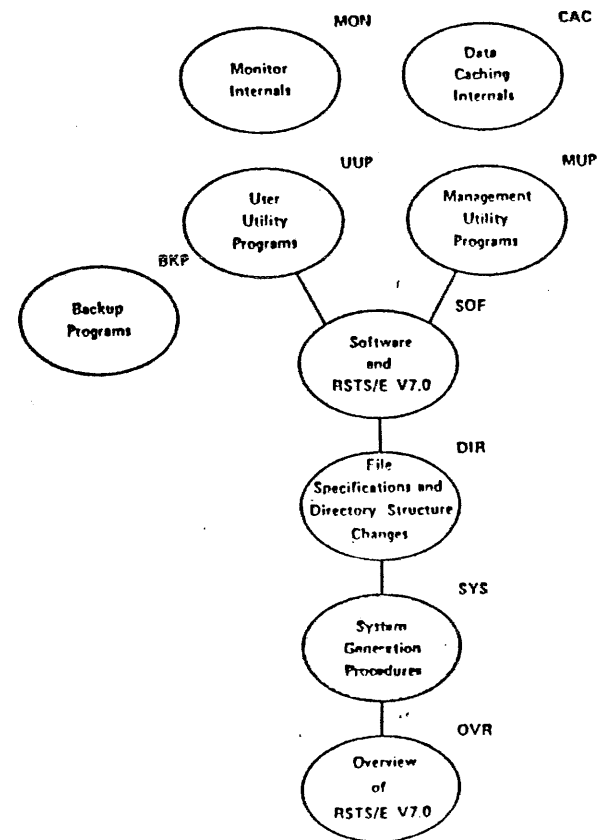 MON
CAC
Monitor
Internals
Data
Caching
Internals
UUP
MUP
User
Utility
Programs
Management
Utility
Programs
BKP
Backup
Programs
SOF
Software
and
RSTS/E V7.0
DIR
File
Specifications and
Directory Structure
Changes
SYS
System
Generation
Procedures
OVR
Overview
of
RSTS/E V7.0